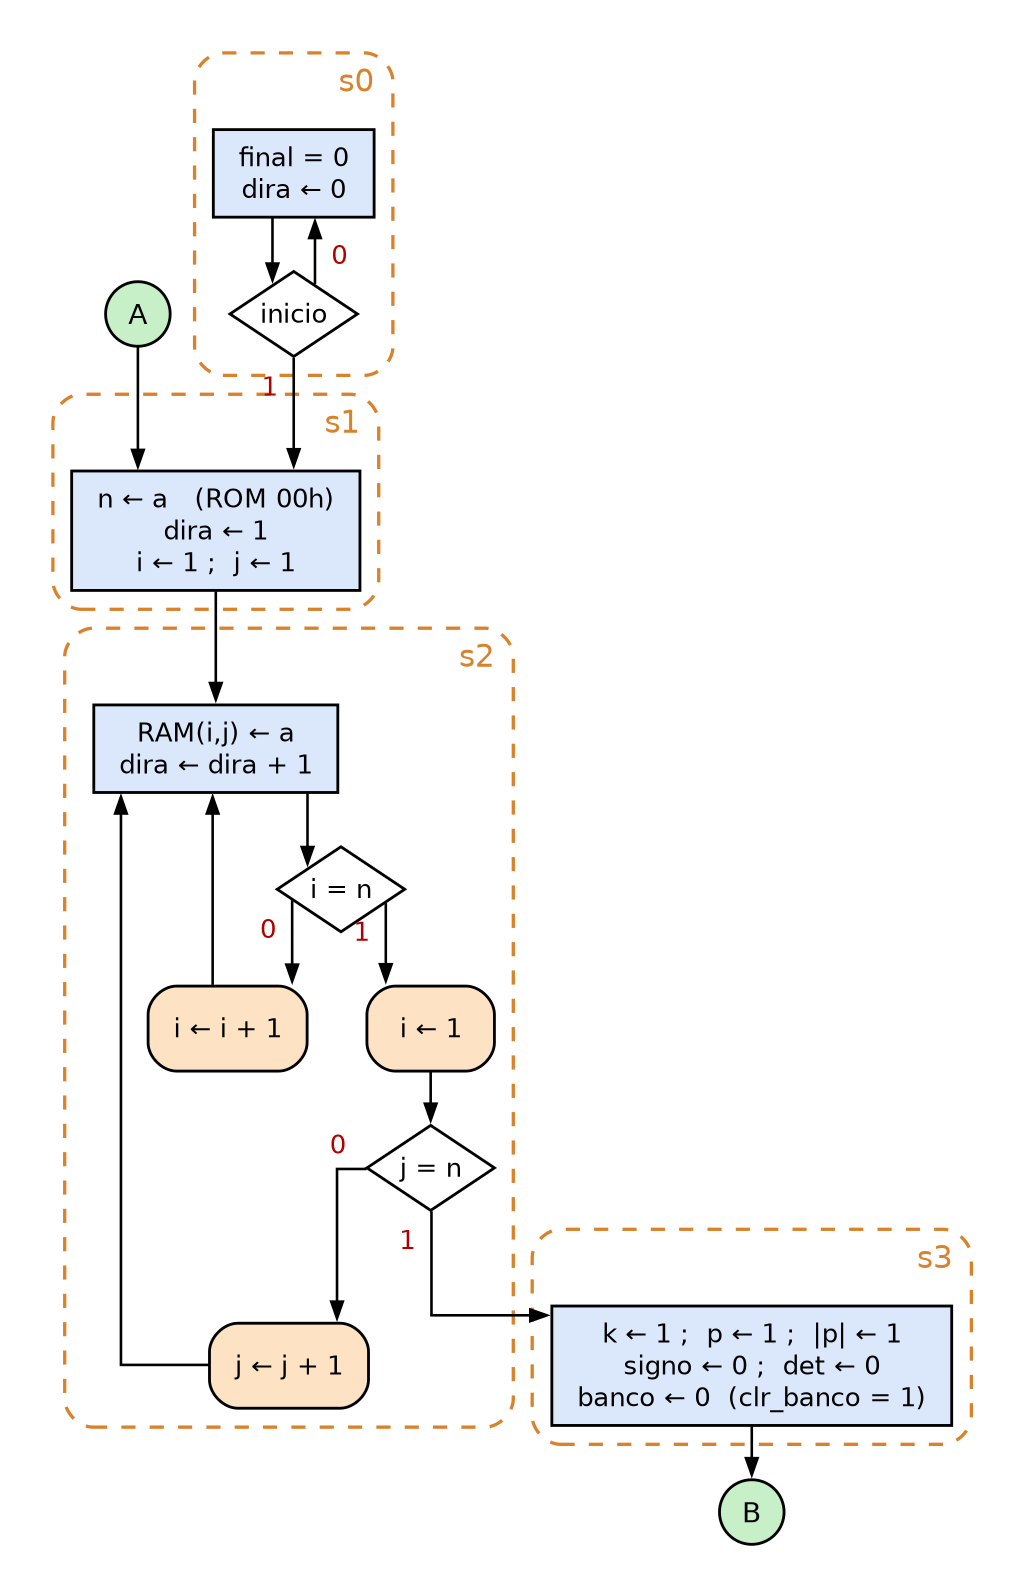 s0
final = 0
dira ← 0
0
inicio
A
1
s1
n ← a   (ROM 00h)
dira ← 1
i ← 1 ;  j ← 1
s2
RAM(i,j) ← a
dira ← dira + 1
i = n
0
1
i ← i + 1
i ← 1
0
j = n
1
s3
k ← 1 ;  p ← 1 ;  |p| ← 1
signo ← 0 ;  det ← 0
banco ← 0  (clr_banco = 1)
j ← j + 1
B